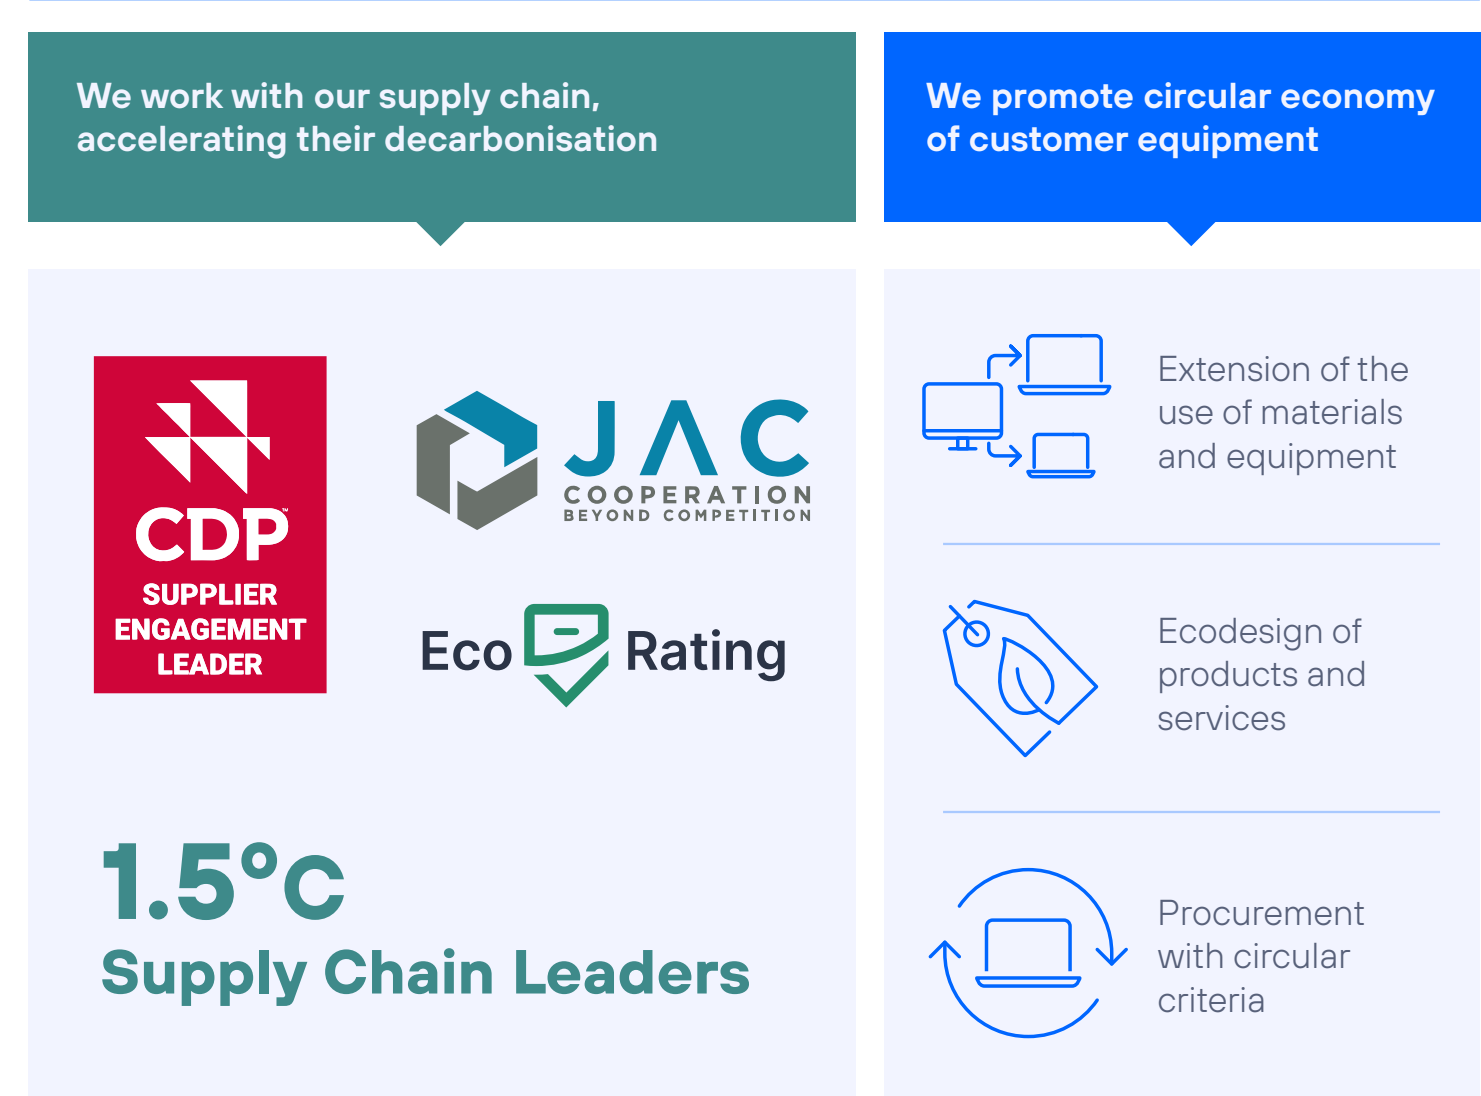 We work with our supply chain,
accelerating their decarbonisation
CDP™
SUPPLIER
ENGAGEMENT
LEADER
JAC
COOPERATION
BEYOND COMPETITION
Eco Rating
1.5°C
Supply Chain Leaders
We promote circular economy
of customer equipment
Extension of the
use of materials
and equipment
Ecodesign of
products and
services
Procurement
with circular
criteria